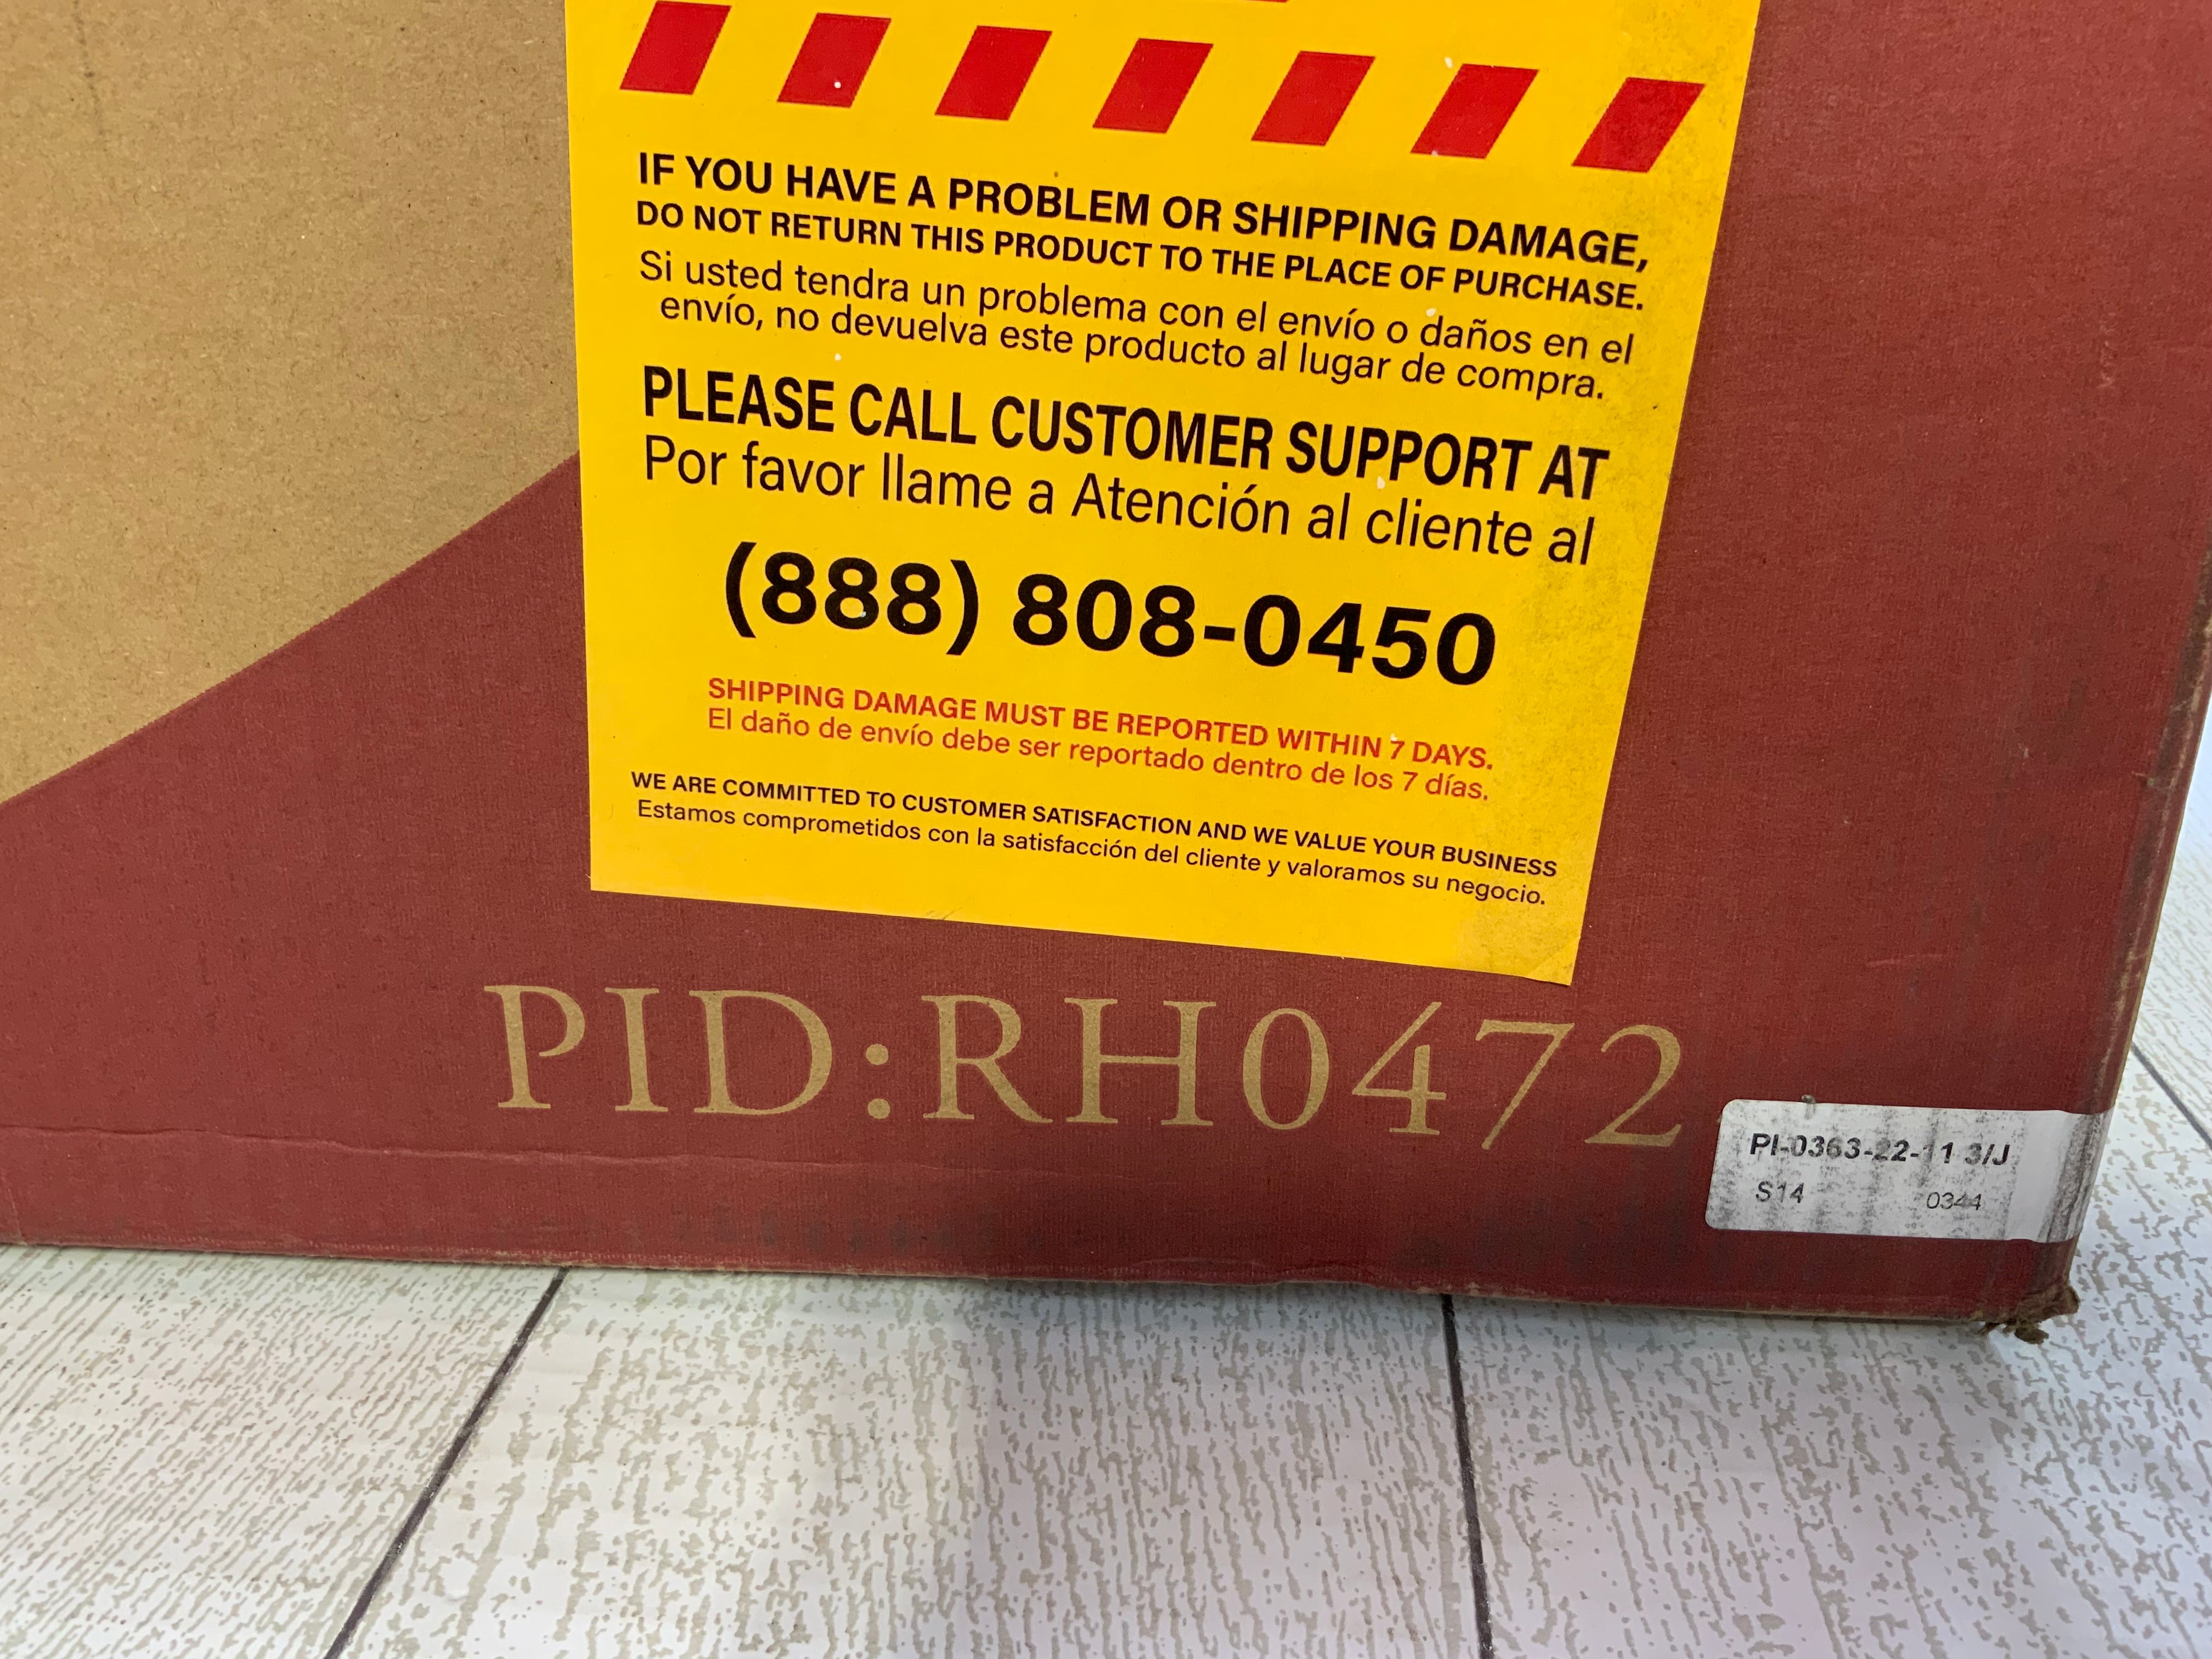 IF YOU HAVE A PROBLEM OR SHIPPING DAMAGE,
DO NOT RETURN THIS PRODUCT TO THE PLACE OF PURCHASE.
Si usted tendra un problema con el envío o daños en el
envío, no devuelva este producto al lugar de compra.
PLEASE CALL CUSTOMER SUPPORT AT
Por favor llame a Atención al cliente al
(888) 808-0450
SHIPPING DAMAGE MUST BE REPORTED WITHIN 7 DAYS.
El daño de envío debe ser reportado dentro de los 7 días.
WE ARE COMMITTED TO CUSTOMER SATISFACTION AND WE VALUE YOUR BUSINESS
Estamos comprometidos con la satisfacción del cliente y valoramos su negocio.
PID:RH0472
PI-0363-22-11 3/J
S14 0344